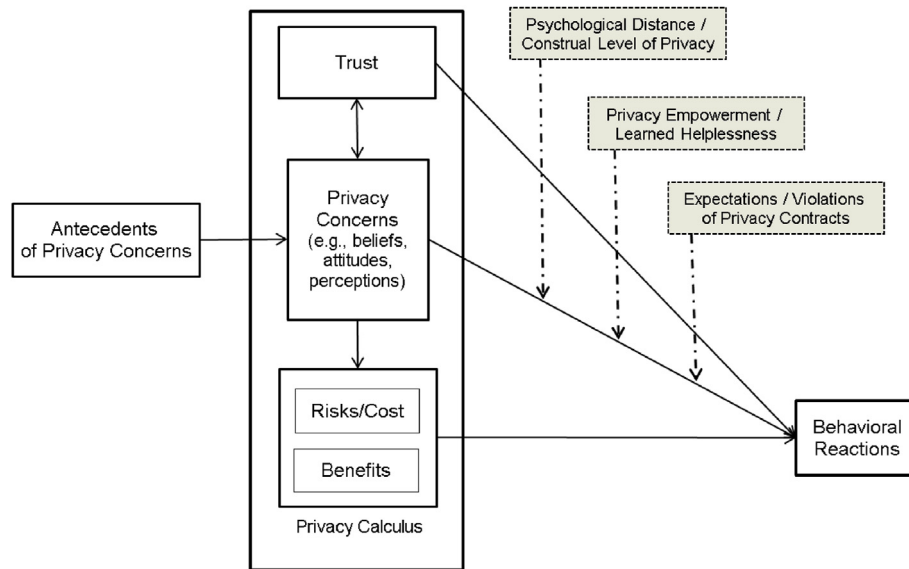 Psychological Distance /
Construal Level of Privacy
Trust
Privacy Empowerment /
Learned Helplessness
Privacy
Concerns
(e.g., beliefs,
attitudes,
perceptions)
Expectations / Violations
of Privacy Contracts
Antecedents
of Privacy Concerns
Risks/Cost
Benefits
Privacy Calculus
Behavioral
Reactions